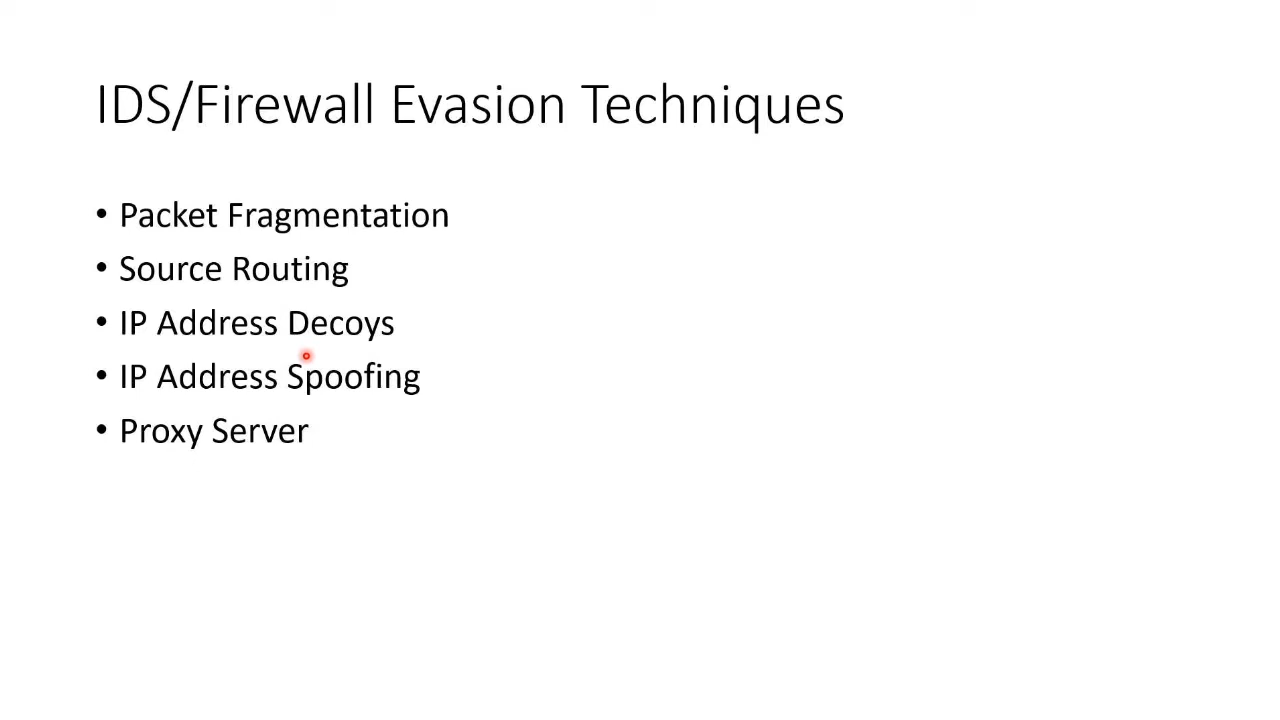 IDS/Firewall Evasion Techniques
• Packet Fragmentation
• Source Routing
• IP Address Decoys
• IP Address Spoofing
• Proxy Server